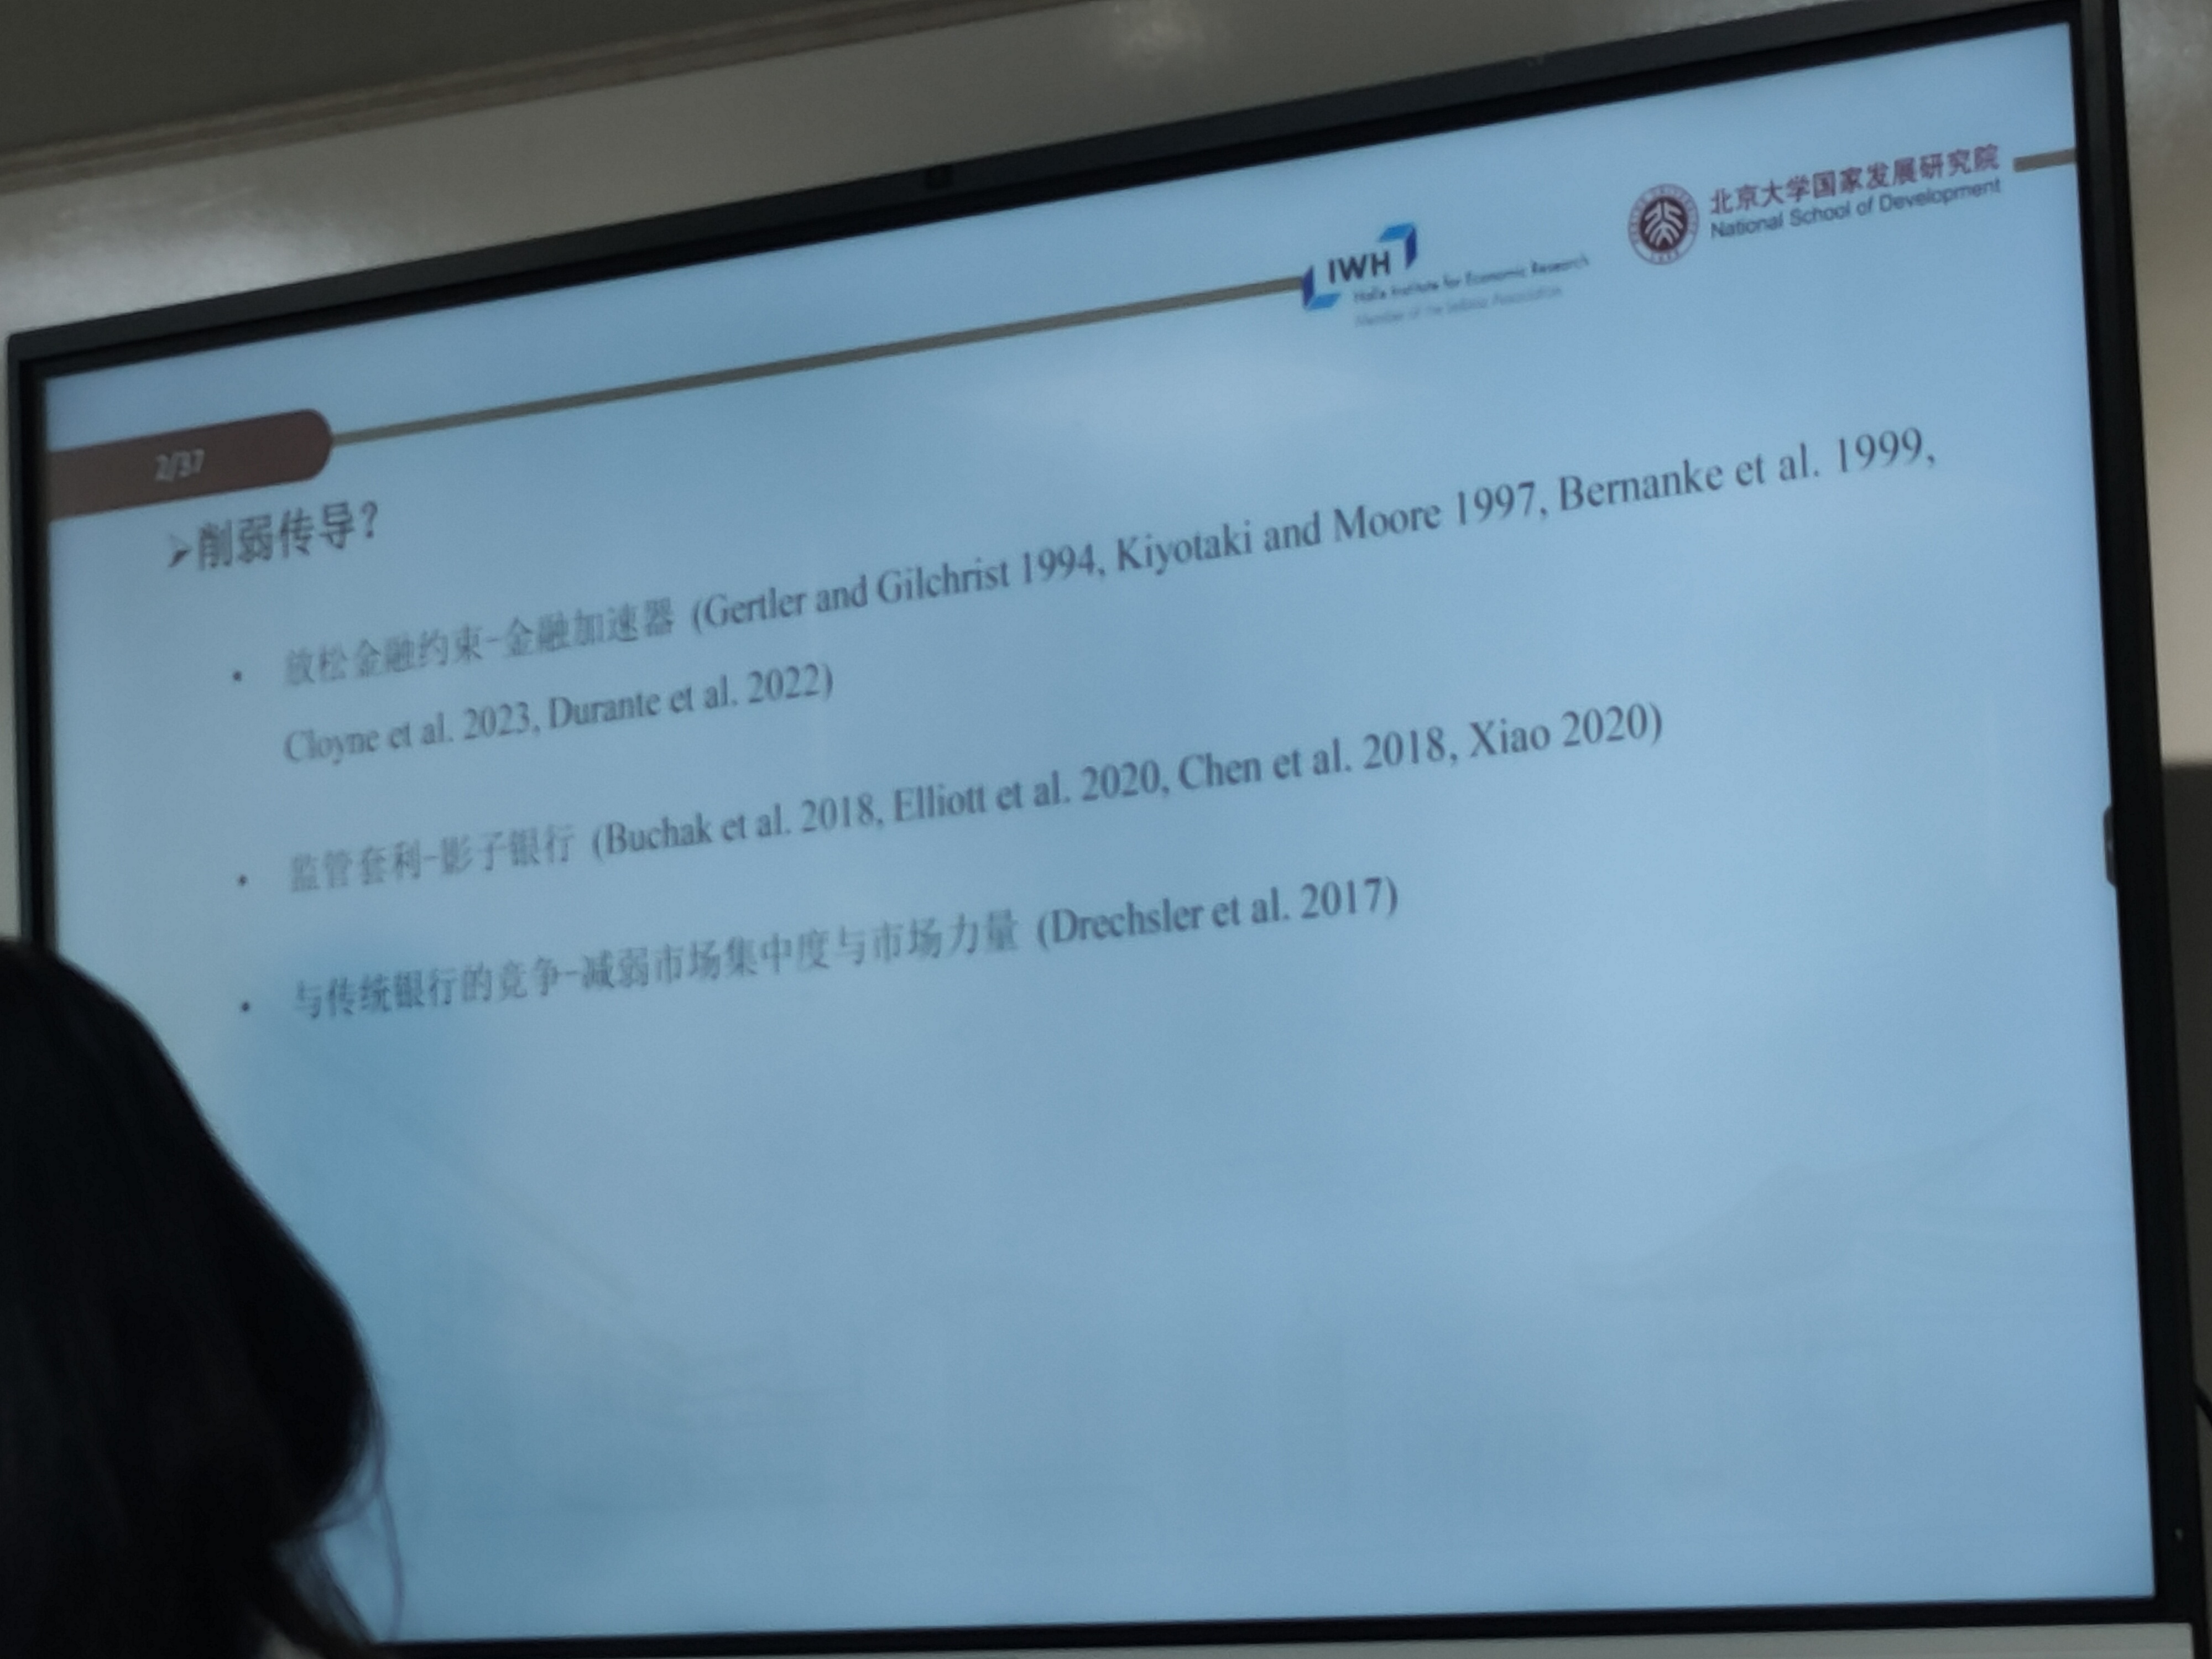 IWH
Halle Institute for Economic Research
Member of the Leibniz Association
北京大学国家发展研究院
National School of Development
2/37
➤削弱传导？
• 放松金融约束-金融加速器 (Gertler and Gilchrist 1994, Kiyotaki and Moore 1997, Bernanke et al. 1999,
Cloyne et al. 2023, Durante et al. 2022)
• 监管套利-影子银行 (Buchak et al. 2018, Elliott et al. 2020, Chen et al. 2018, Xiao 2020)
• 与传统银行的竞争-减弱市场集中度与市场力量 (Drechsler et al. 2017)